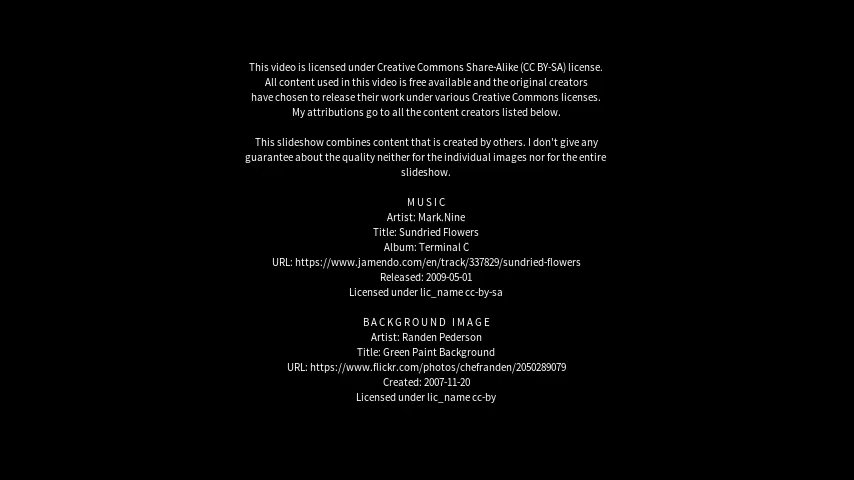 This video is licensed under Creative Commons Share-Alike (CC BY-SA) license.
All content used in this video is free available and the original creators
have chosen to release their work under various Creative Commons licenses.
My attributions go to all the content creators listed below.
This slideshow combines content that is created by others. I don't give any
guarantee about the quality neither for the individual images nor for the entire
slideshow.
MUSIC
Artist: Mark.Nine
Title: Sundried Flowers
Album: Terminal C
URL: https://www.jamendo.com/en/track/337829/sundried-flowers
Released: 2009-05-01
Licensed under lic_name cc-by-sa
BACKGROUND IMAGE
Artist: Randen Pederson
Title: Green Paint Background
URL: https://www.flickr.com/photos/chefranden/2050289079
Created: 2007-11-20
Licensed under lic_name cc-by